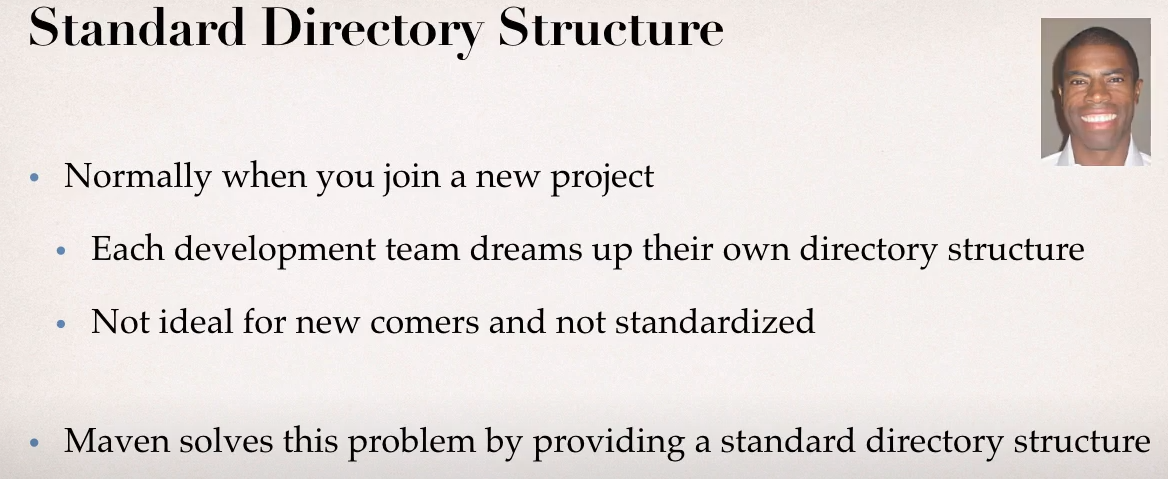 Standard Directory Structure
• Normally when you join a new project
• Each development team dreams up their own directory structure
• Not ideal for new comers and not standardized
• Maven solves this problem by providing a standard directory structure